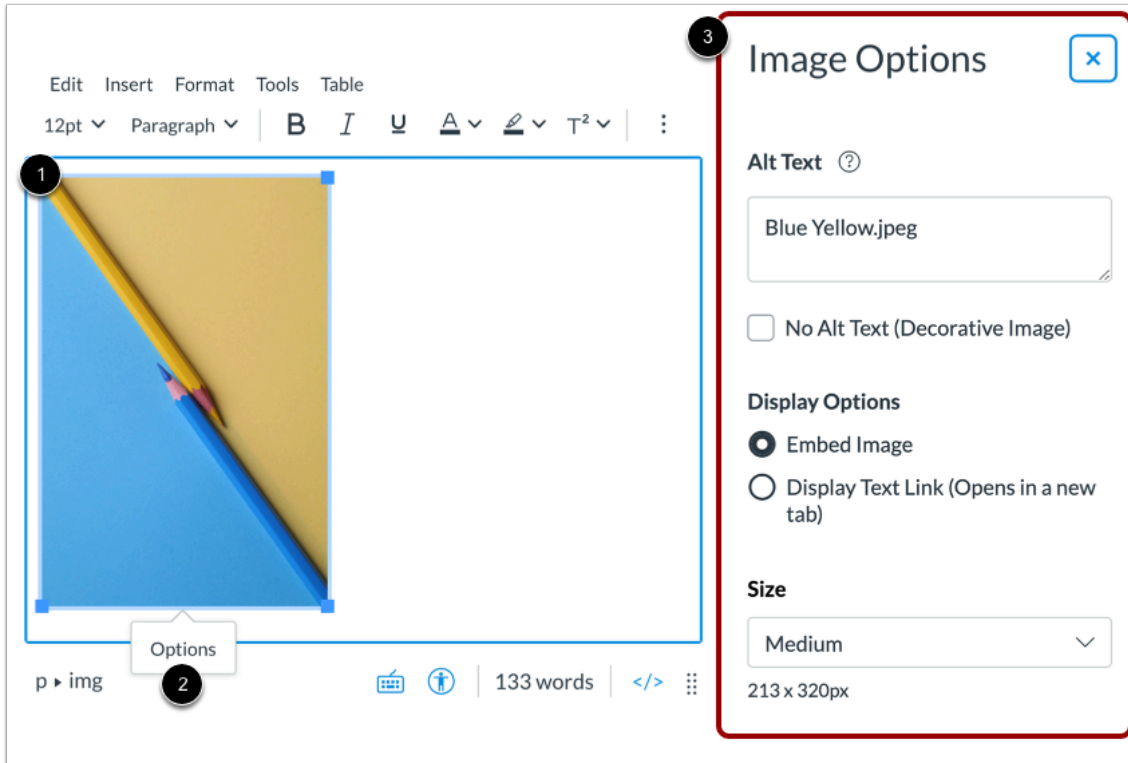 Edit Insert Format Tools Table
12pt Paragraph B I U A T²
1
Options
2
p ▸ img
133 words </>
3
Image Options
Alt Text ?
Blue Yellow.jpeg
No Alt Text (Decorative Image)
Display Options
Embed Image
Display Text Link (Opens in a new
tab)
Size
Medium
213 x 320px